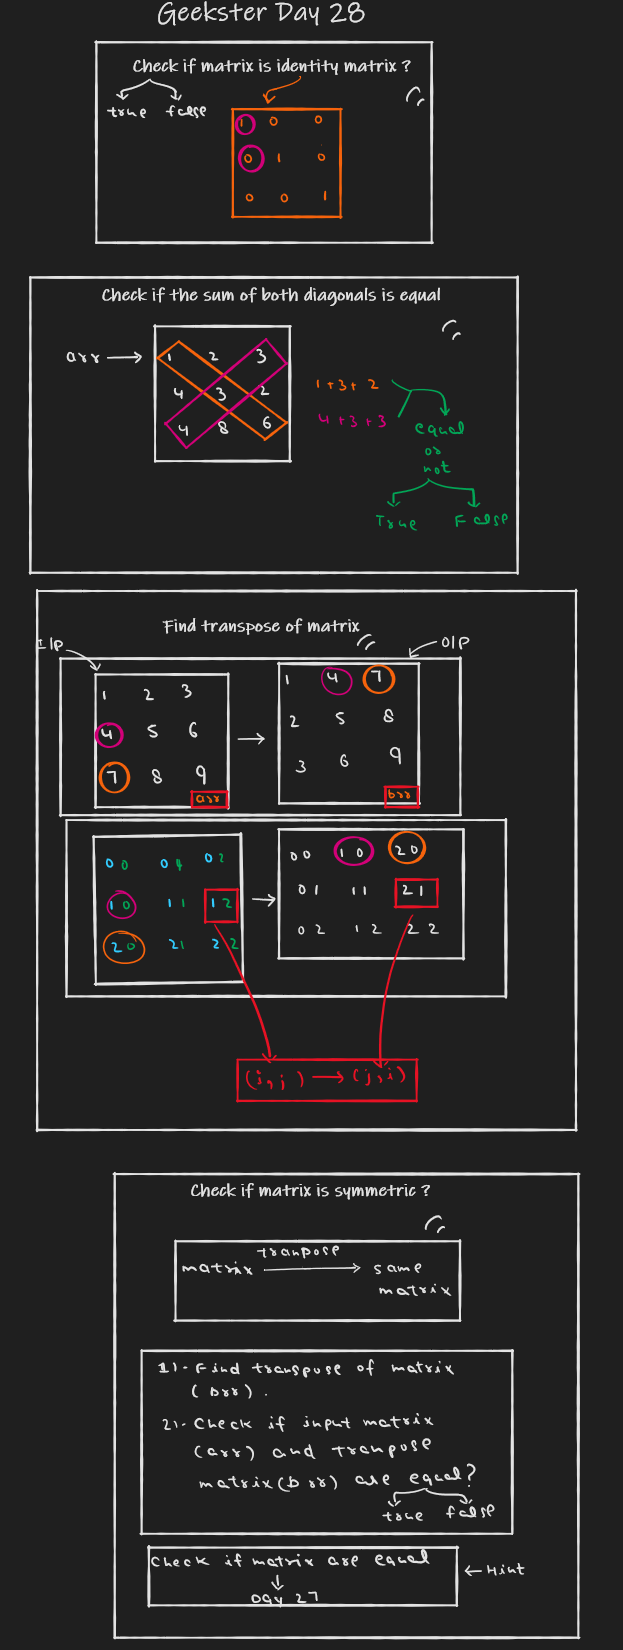 Geekster Day 28
Check if matrix is identity matrix ?
true false
1 0 0
0 1 0
0 0 1
Check if the sum of both diagonals is equal
arr
1 2 3
4 3 2
4 8 6
1+3+2
4+3+3
equal
or
not
True False
Find transpose of matrix
I/P
O/P
1 2 3
4 5 6
7 8 9
arr
1 4 7
2 5 8
3 6 9
brr
00 01 02
10 11 12
20 21 22
00 10 20
01 11 21
02 12 22
(i,j) → (j,i)
Check if matrix is symmetric ?
tranpose
matrix → same
matrix
1). Find transpose of matrix
(brr).
2). Check if input matrix
(arr) and tranpose
matrix(brr) are equal?
true false
Check if matrix are equal
Day 27
← Hint